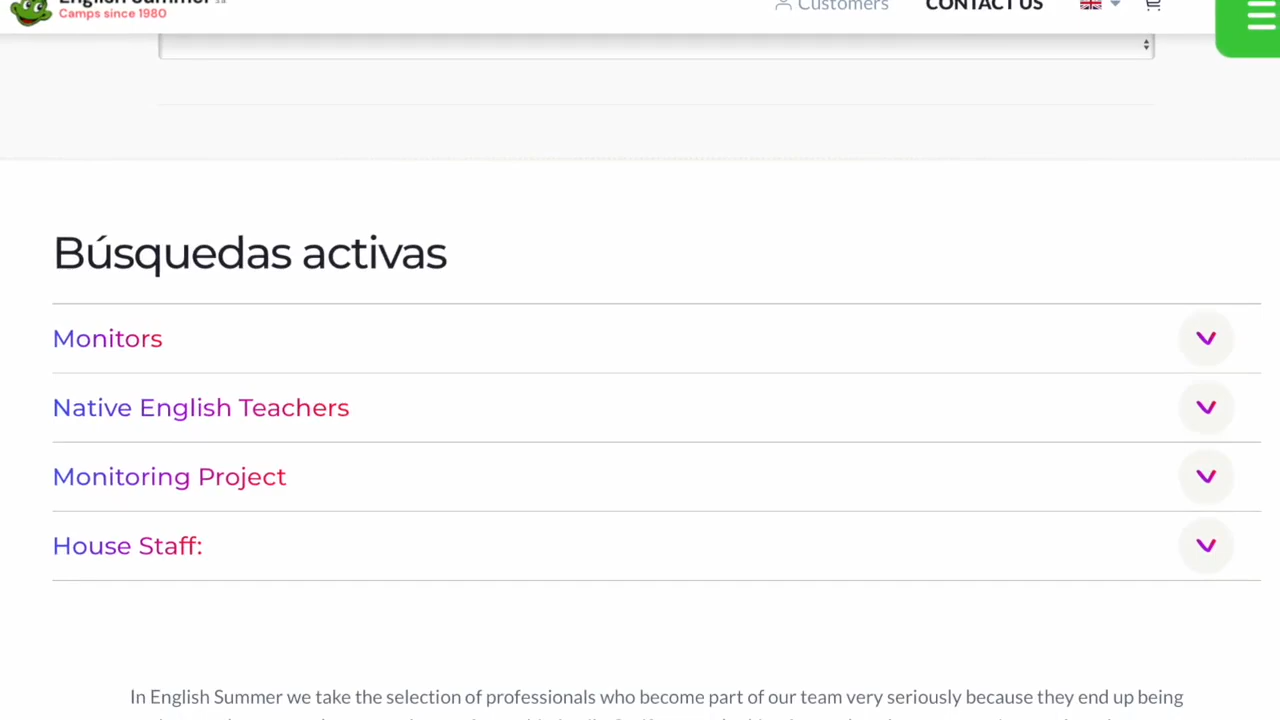 English Summer
Camps since 1980
Customers
CONTACT US
Búsquedas activas
Monitors
Native English Teachers
Monitoring Project
House Staff:
In English Summer we take the selection of professionals who become part of our team very seriously because they end up being